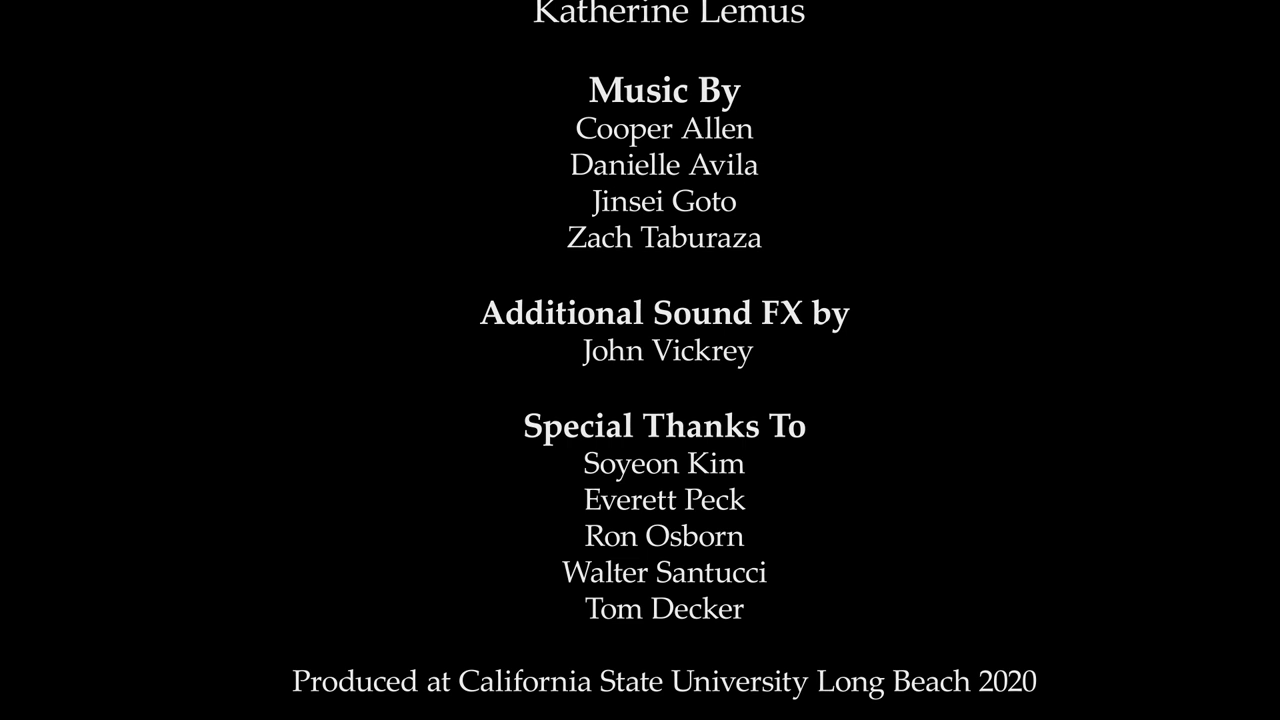 Katherine Lemus
Music By
Cooper Allen
Danielle Avila
Jinsei Goto
Zach Taburaza
Additional Sound FX by
John Vickrey
Special Thanks To
Soyeon Kim
Everett Peck
Ron Osborn
Walter Santucci
Tom Decker
Produced at California State University Long Beach 2020